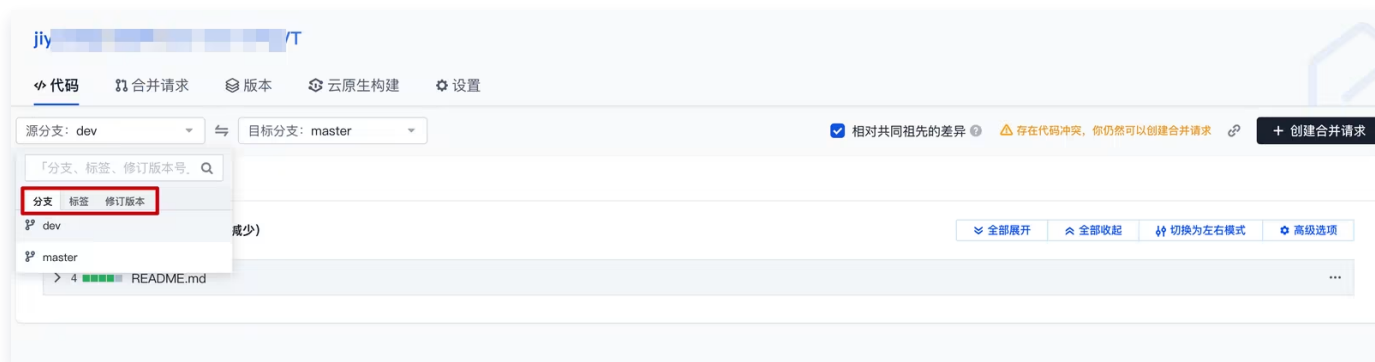 jiy /T
代码 合并请求 版本 云原生构建 设置
源分支: dev 目标分支: master 相对共同祖先的差异 存在代码冲突，你仍然可以创建合并请求 + 创建合并请求
「分支、标签、修订版本号
分支 标签 修订版本
dev
减少) 全部展开 全部收起 切换为左右模式 高级选项
master
4 README.md ...